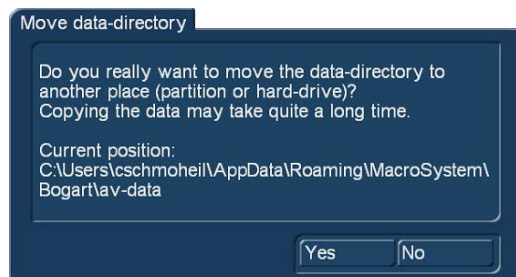 Move data-directory
Do you really want to move the data-directory to
another place (partition or hard-drive)?
Copying the data may take quite a long time.
Current position:
C:\Users\cschmoheil\AppData\Roaming\MacroSystem\
Bogart\av-data
Yes No